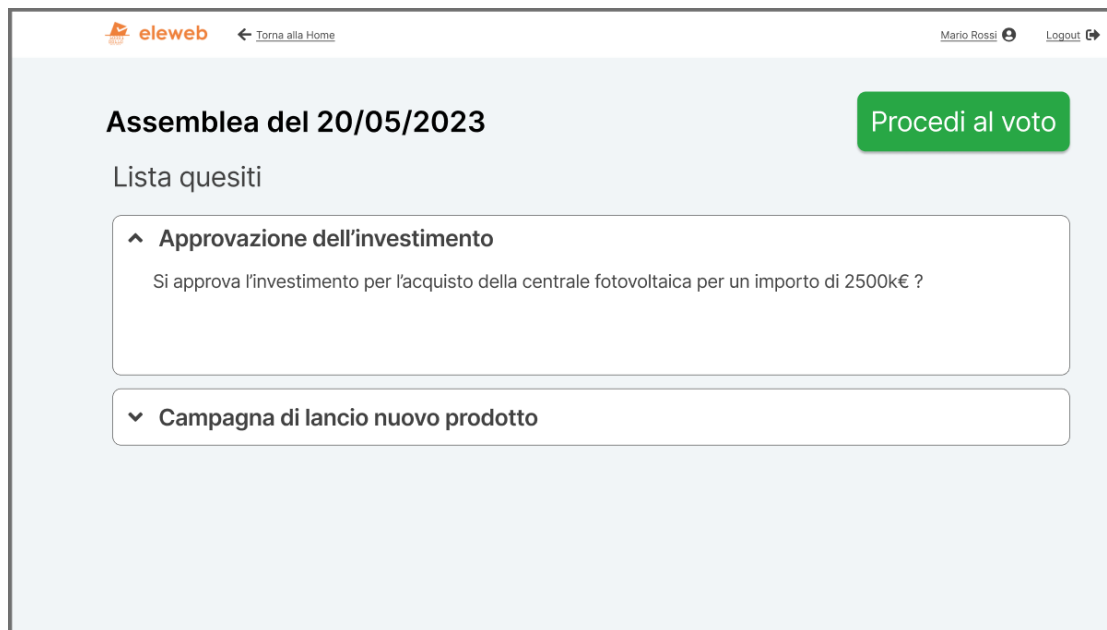 eleweb Torna alla Home Mario Rossi Logout
Assemblea del 20/05/2023 Procedi al voto
Lista quesiti
Approvazione dell’investimento
Si approva l’investimento per l’acquisto della centrale fotovoltaica per un importo di 2500k€ ?
Campagna di lancio nuovo prodotto